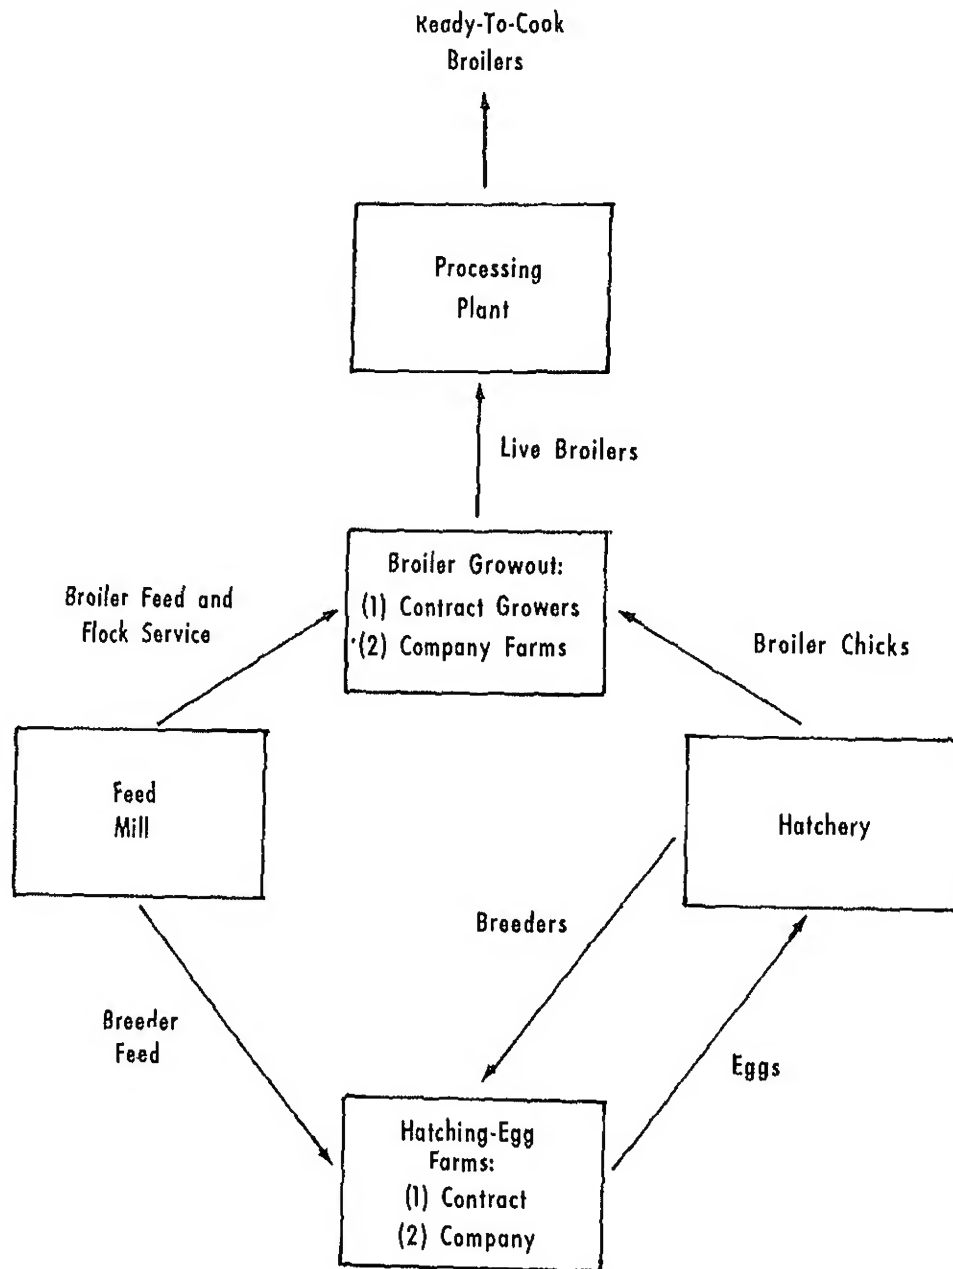 Ready-To-Cook
Broilers
Processing
Plant
Live Broilers
Broiler Growout:
(1) Contract Growers
(2) Company Farms
Broiler Feed and
Flock Service
Broiler Chicks
Feed
Mill
Hatchery
Breeders
Breeder
Feed
Eggs
Hatching-Egg
Farms:
(1) Contract
(2) Company